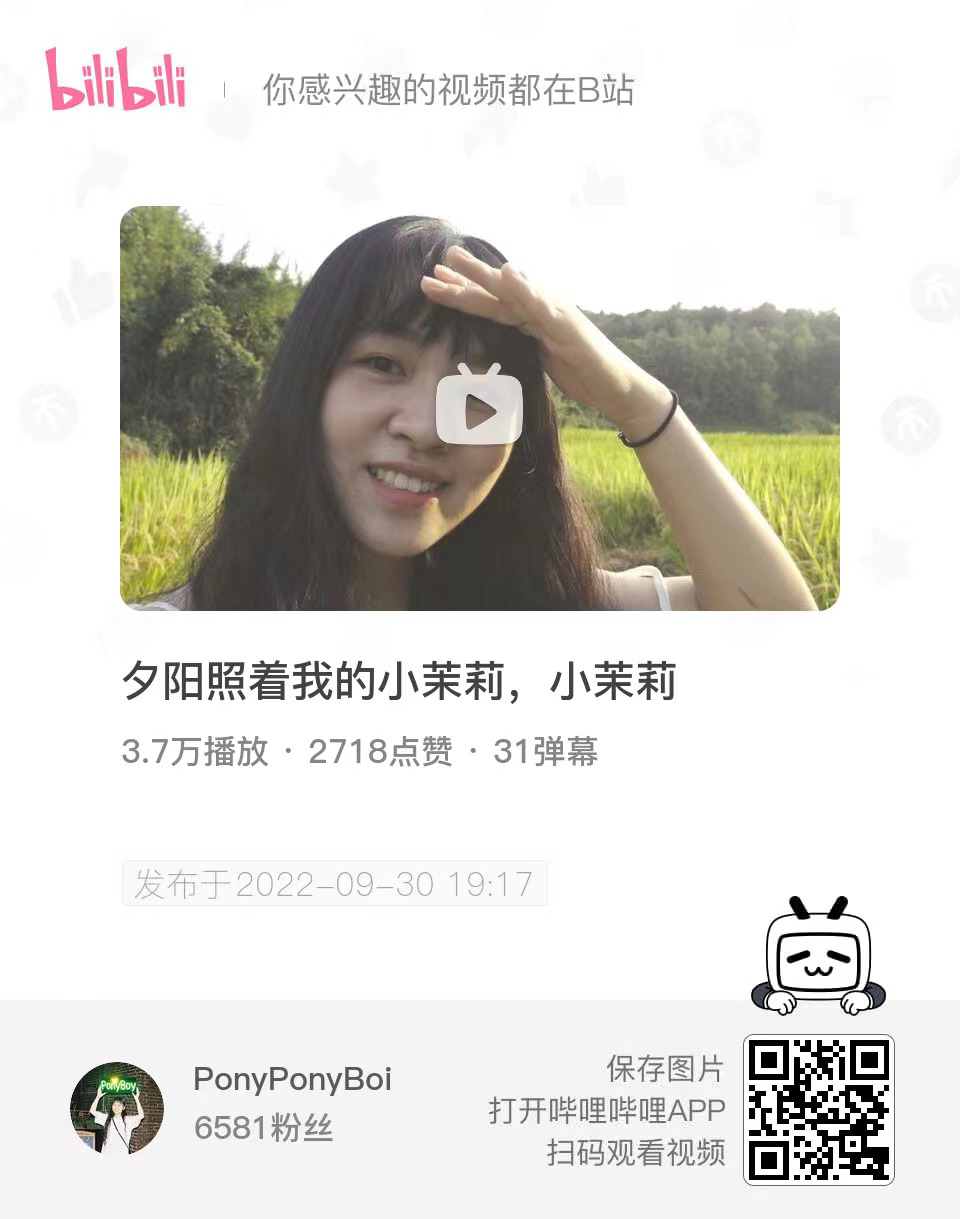 bilibili
你感兴趣的视频都在B站
夕阳照着我的小茉莉，小茉莉
3.7万播放 · 2718点赞 · 31弹幕
发布于2022-09-30 19:17
PonyBoy
PonyPonyBoi
6581粉丝
保存图片
打开哔哩哔哩APP
扫码观看视频